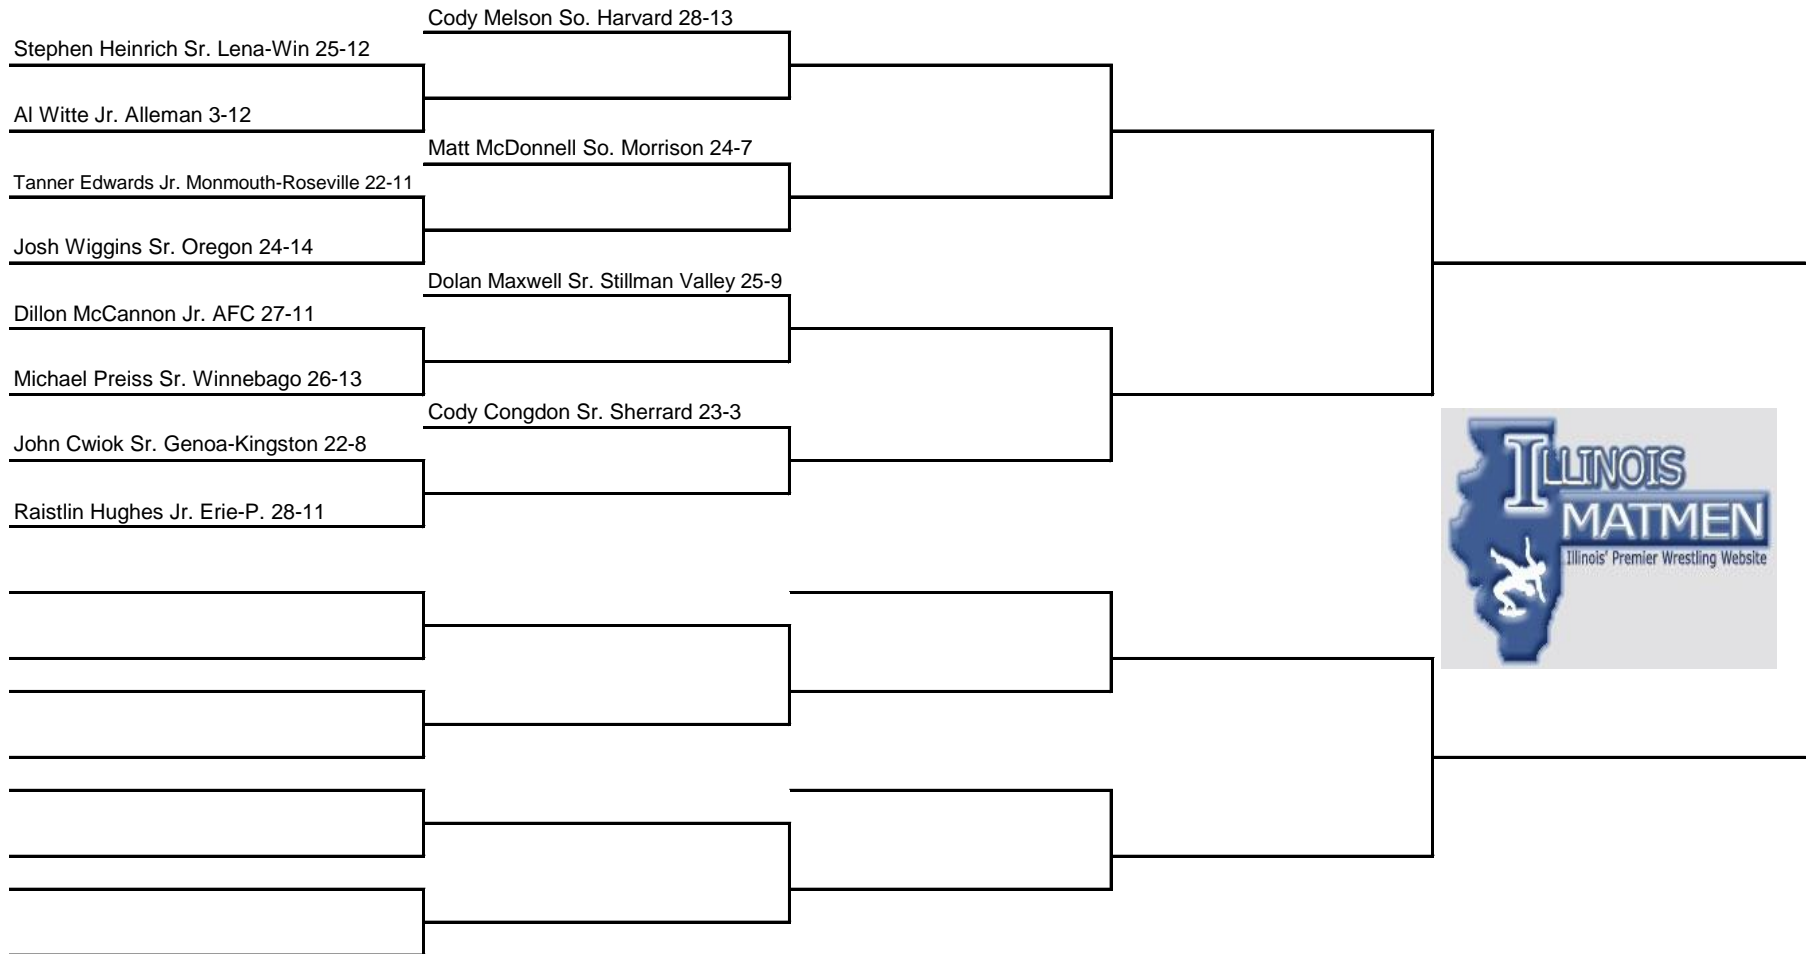 Cody Melson So. Harvard 28-13
Stephen Heinrich Sr. Lena-Win 25-12
Al Witte Jr. Alleman 3-12
Matt McDonnell So. Morrison 24-7
Tanner Edwards Jr. Monmouth-Roseville 22-11
Josh Wiggins Sr. Oregon 24-14
Dolan Maxwell Sr. Stillman Valley 25-9
Dillon McCannon Jr. AFC 27-11
Michael Preiss Sr. Winnebago 26-13
Cody Congdon Sr. Sherrard 23-3
John Cwiok Sr. Genoa-Kingston 22-8
Raistlin Hughes Jr. Erie-P. 28-11
ILLINOIS
MATMEN
Illinois' Premier Wrestling Website